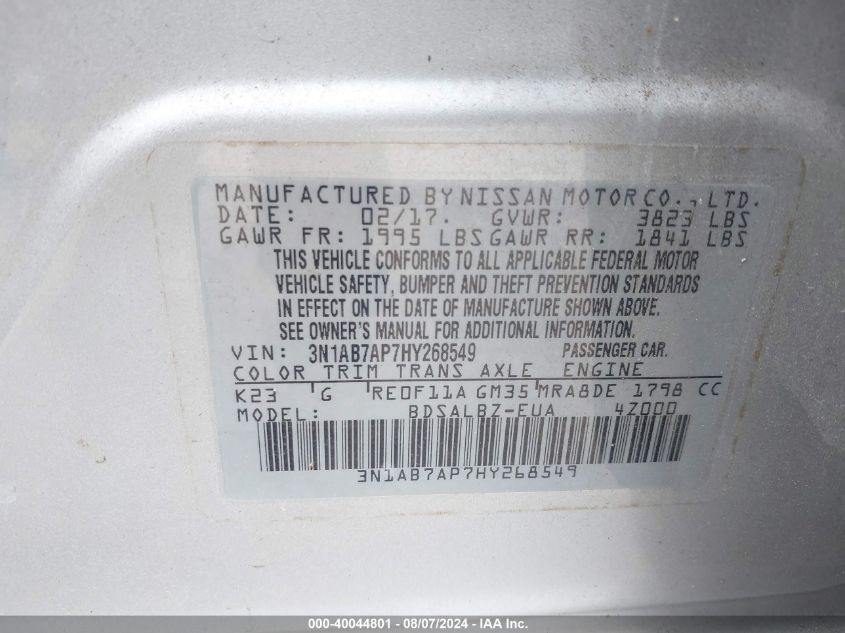 MANUFACTURED BY NISSAN MOTOR CO., LTD.
DATE: 02/17. GVWR: 3823 LBS
GAWR FR: 1995 LBS GAWR RR: 1841 LBS
THIS VEHICLE CONFORMS TO ALL APPLICABLE FEDERAL MOTOR
VEHICLE SAFETY, BUMPER AND THEFT PREVENTION STANDARDS
IN EFFECT ON THE DATE OF MANUFACTURE SHOWN ABOVE.
SEE OWNER'S MANUAL FOR ADDITIONAL INFORMATION.
VIN: 3N1AB7AP7HY268549 PASSENGER CAR.
COLOR TRIM TRANS AXLE ENGINE
K23 G RE0F11A GM35 MRA8DE 1798 CC
MODEL: BDSALBZ-EUA 4Z000
3N1AB7AP7HY268549
000-40044801 - 08/07/2024 - IAA Inc.